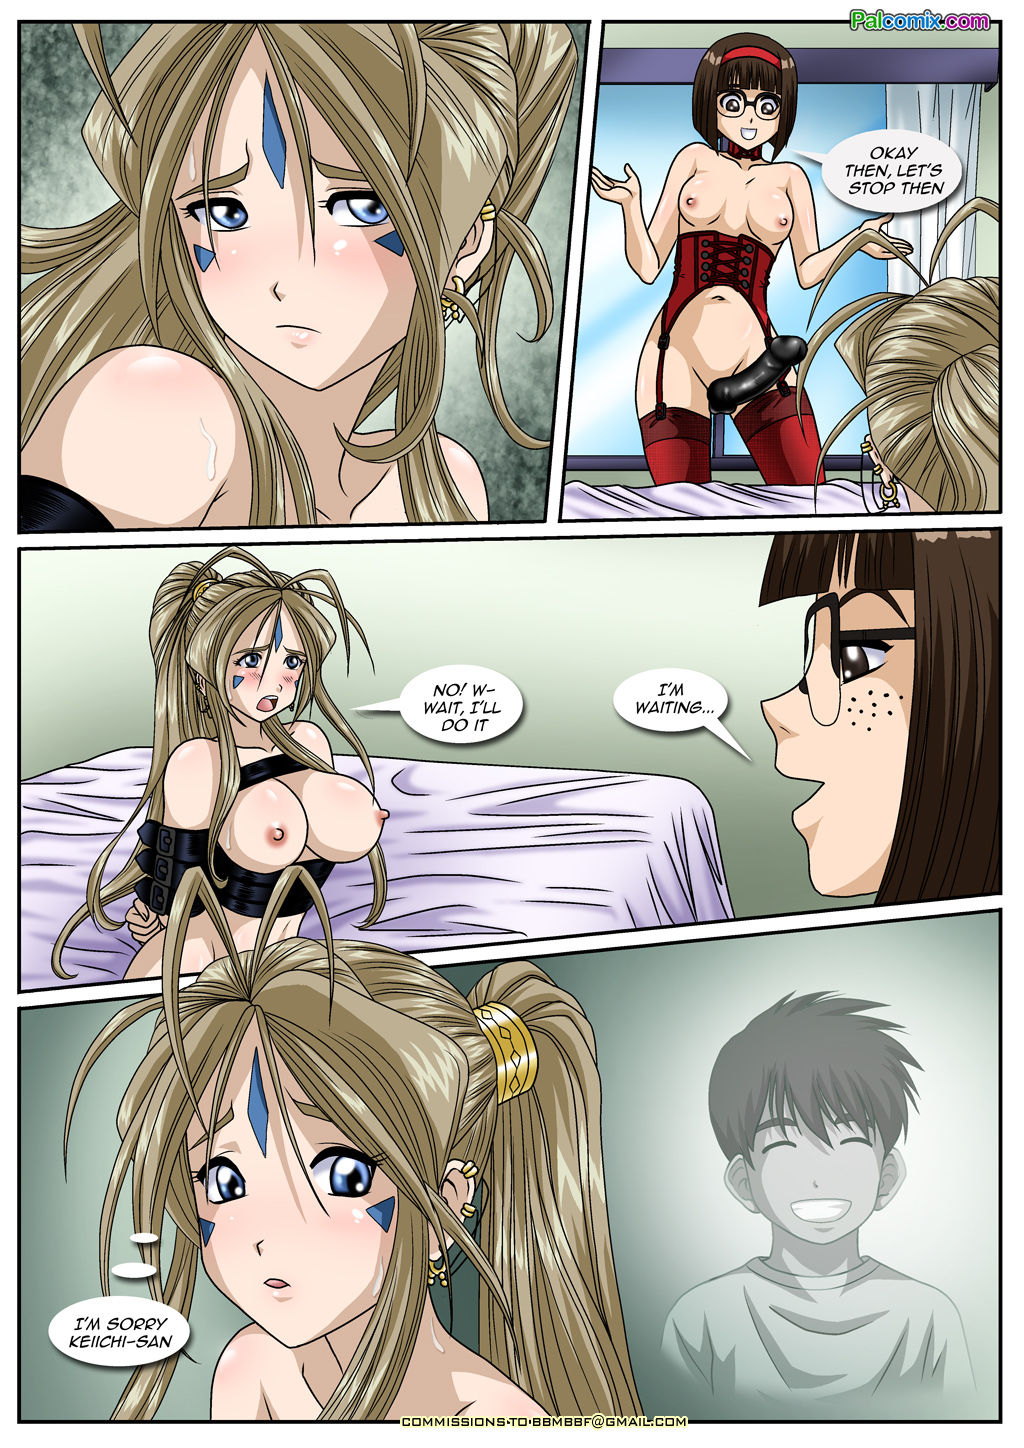 Palcomix.com
OKAY
THEN, LET'S
STOP THEN
NO! W-
WAIT, I'LL
DO IT
I'M
WAITING...
I'M SORRY
KEIICHI-SAN
COMMISSIONS TO BBMBBF@GMAIL.COM